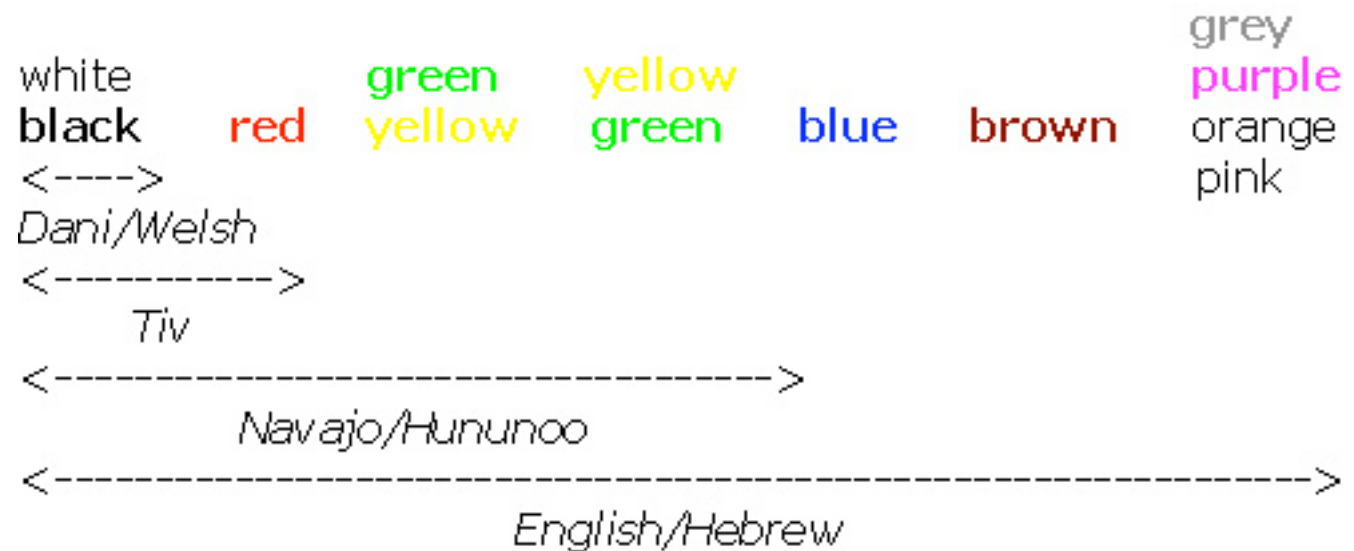 grey
white green yellow purple
black red yellow green blue brown orange
<----> pink
Dani/Welsh
<----------->
Tiv
<------------------------------------->
Navajo/Hununoo
<---------------------------------------------------------------->
English/Hebrew